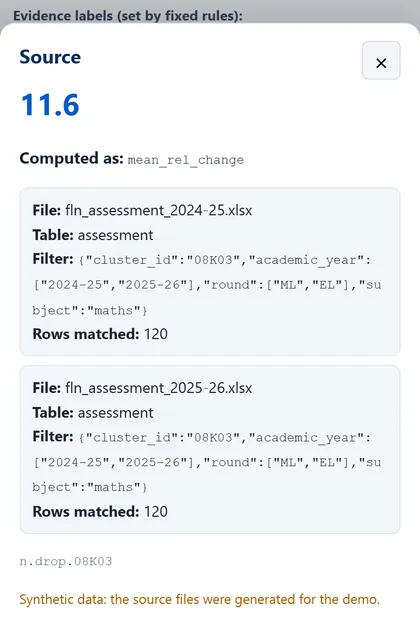 Evidence labels (set by fixed rules):
Source
×
11.6
Computed as: mean_rel_change
File: fln_assessment_2024-25.xlsx
Table: assessment
Filter: {"cluster_id":"08K03","academic_year":
["2024-25","2025-26"],"round":["ML","EL"],"su
bject":"maths"}
Rows matched: 120
File: fln_assessment_2025-26.xlsx
Table: assessment
Filter: {"cluster_id":"08K03","academic_year":
["2024-25","2025-26"],"round":["ML","EL"],"su
bject":"maths"}
Rows matched: 120
n.drop.08K03
Synthetic data: the source files were generated for the demo.